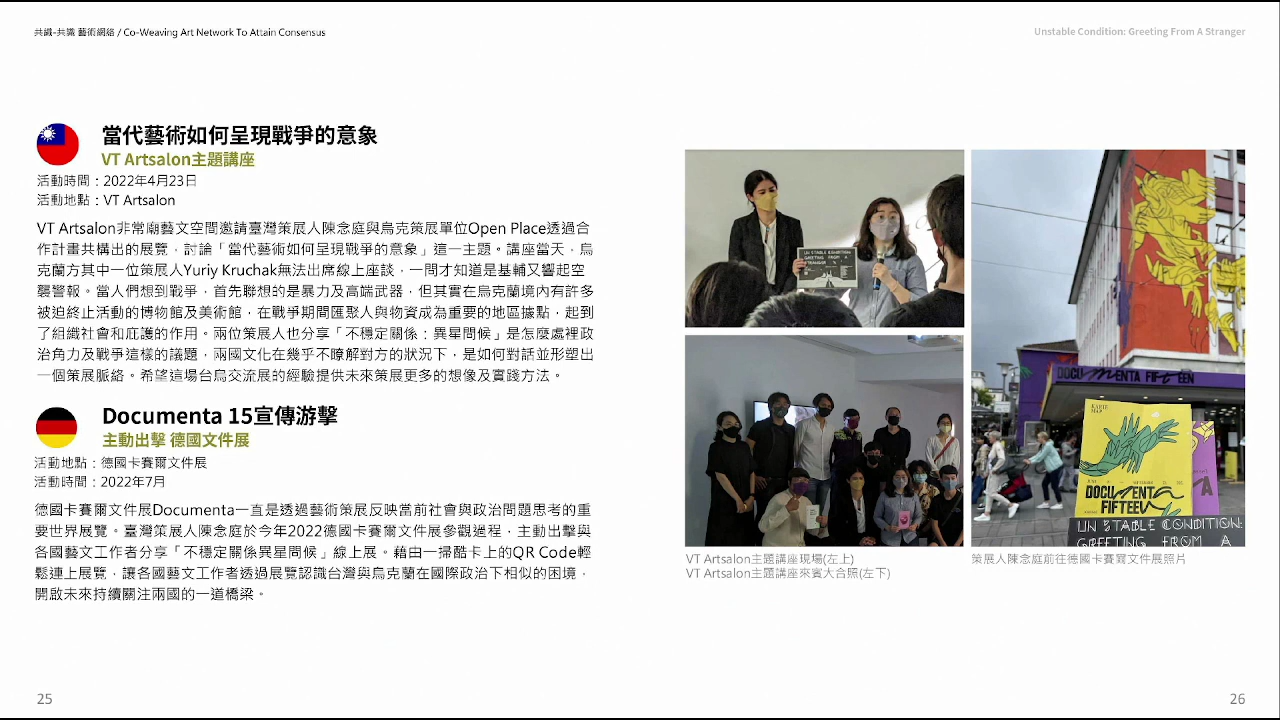 共識-共識 藝術網絡 / Co-Weaving Art Network To Attain Consensus
Unstable Condition: Greeting From A Stranger
當代藝術如何呈現戰爭的意象
VT Artsalon主題講座
活動時間：2022年4月23日
活動地點：VT Artsalon
VT Artsalon非常廟藝文空間邀請臺灣策展人陳念庭與烏克策展單位Open Place透過合
作計畫共構出的展覽，討論「當代藝術如何呈現戰爭的意象」這一主題。講座當天，烏
克蘭方其中一位策展人Yuriy Kruchak無法出席線上座談，一問才知道是基輔又響起空
襲警報。當人們想到戰爭，首先聯想的是暴力及高端武器，但其實在烏克蘭境內有許多
被迫終止活動的博物館及美術館，在戰爭期間匯聚人與物資成為重要的地區據點，起到
了組織社會和庇護的作用。兩位策展人也分享「不穩定關係：異星問候」是怎麼處裡政
治角力及戰爭這樣的議題，兩國文化在幾乎不瞭解對方的狀況下，是如何對話並形塑出
一個策展脈絡。希望這場台烏交流展的經驗提供未來策展更多的想像及實踐方法。
Documenta 15宣傳游擊
主動出擊 德國文件展
活動地點：德國卡賽爾文件展
活動時間：2022年7月
德國卡賽爾文件展Documenta一直是透過藝術策展反映當前社會與政治問題思考的重
要世界展覽。臺灣策展人陳念庭於今年2022德國卡賽爾文件展參觀過程，主動出擊與
各國藝文工作者分享「不穩定關係異星問候」線上展。藉由一掃酷卡上的QR Code輕
鬆連上展覽，讓各國藝文工作者透過展覽認識台灣與烏克蘭在國際政治下相似的困境，
開啟未來持續關注兩國的一道橋梁。
UN STABLE EXHIBITION:
GREETING FROM A
STRANGER
DOCUMENTA FIFTEEN
KARTE
MAP
DOCUMENTA
FIFTEEN
UN STABLE CONDITION:
GREETING FROM A
VT Artsalon主題講座現場(左上)
VT Artsalon主題講座來賓大合照(左下)
策展人陳念庭前往德國卡賽爾文件展照片
25
26